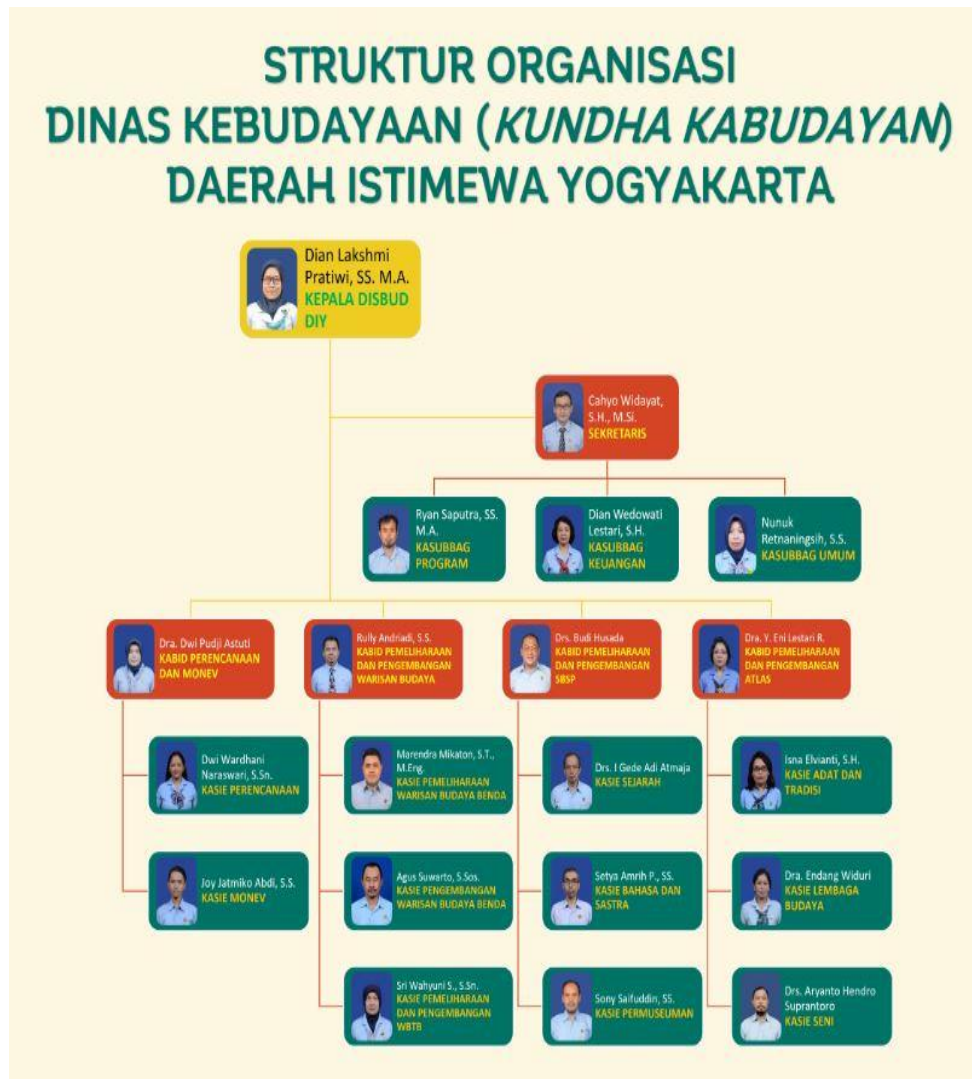 STRUKTUR ORGANISASI
DINAS KEBUDAYAAN (KUNDHA KABUDAYAN)
DAERAH ISTIMEWA YOGYAKARTA
Dian Lakshmi
Pratiwi, SS. M.A.
KEPALA DISBUD
DIY
Cahyo Widayat,
S.H., M.Si.
SEKRETARIS
Ryan Saputra, SS.
M.A.
KASUBBAG
PROGRAM
Dian Wedowati
Lestari, S.H.
KASUBBAG
KEUANGAN
Nunuk
Retnaningsih, S.S.
KASUBBAG UMUM
Dra. Dwi Pudji Astuti
KABID PERENCANAAN
DAN MONEV
Rully Andriadi, S.S.
KABID PEMELIHARAAN
DAN PENGEMBANGAN
WARISAN BUDAYA
Drs. Budi Husada
KABID PEMELIHARAAN
DAN PENGEMBANGAN
SBSP
Dra. Y. Eni Lestari R.
KABID PEMELIHARAAN
DAN PENGEMBANGAN
ATLAS
Dwi Wardhani
Naraswari, S.Sn.
KASIE PERENCANAAN
Marendra Mikaton, S.T.,
M.Eng.
KASIE PEMELIHARAAN
WARISAN BUDAYA BENDA
Drs. I Gede Adi Atmaja
KASIE SEJARAH
Isna Elvianti, S.H.
KASIE ADAT DAN
TRADISI
Joy Jatmiko Abdi, S.S.
KASIE MONEV
Agus Suwarto, S.Sos.
KASIE PENGEMBANGAN
WARISAN BUDAYA BENDA
Setya Amrih P., SS.
KASIE BAHASA DAN
SASTRA
Dra. Endang Widuri
KASIE LEMBAGA
BUDAYA
Sri Wahyuni S., S.Sn.
KASIE PEMELIHARAAN
DAN PENGEMBANGAN
WBTB
Sony Saifuddin, SS.
KASIE PERMUSEUMAN
Drs. Aryanto Hendro
Suprantoro
KASIE SENI